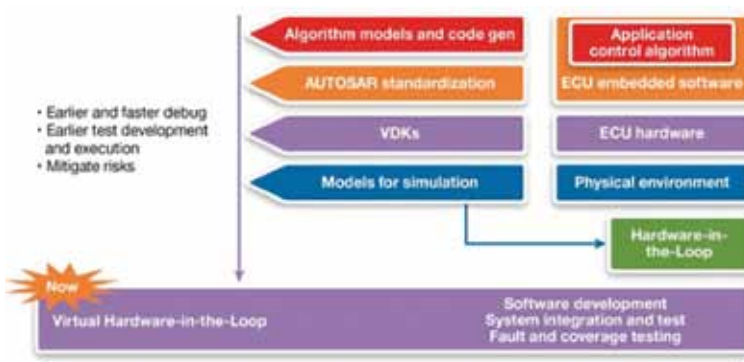 Algorithm models and code gen
Application
control algorithm
AUTOSAR standardization
ECU embedded software
• Earlier and faster debug
• Earlier test development
and execution
• Mitigate risks
VDKs
ECU hardware
Models for simulation
Physical environment
Hardware-in-
the-Loop
Now
Virtual Hardware-in-the-Loop
Software development
System integration and test
Fault and coverage testing